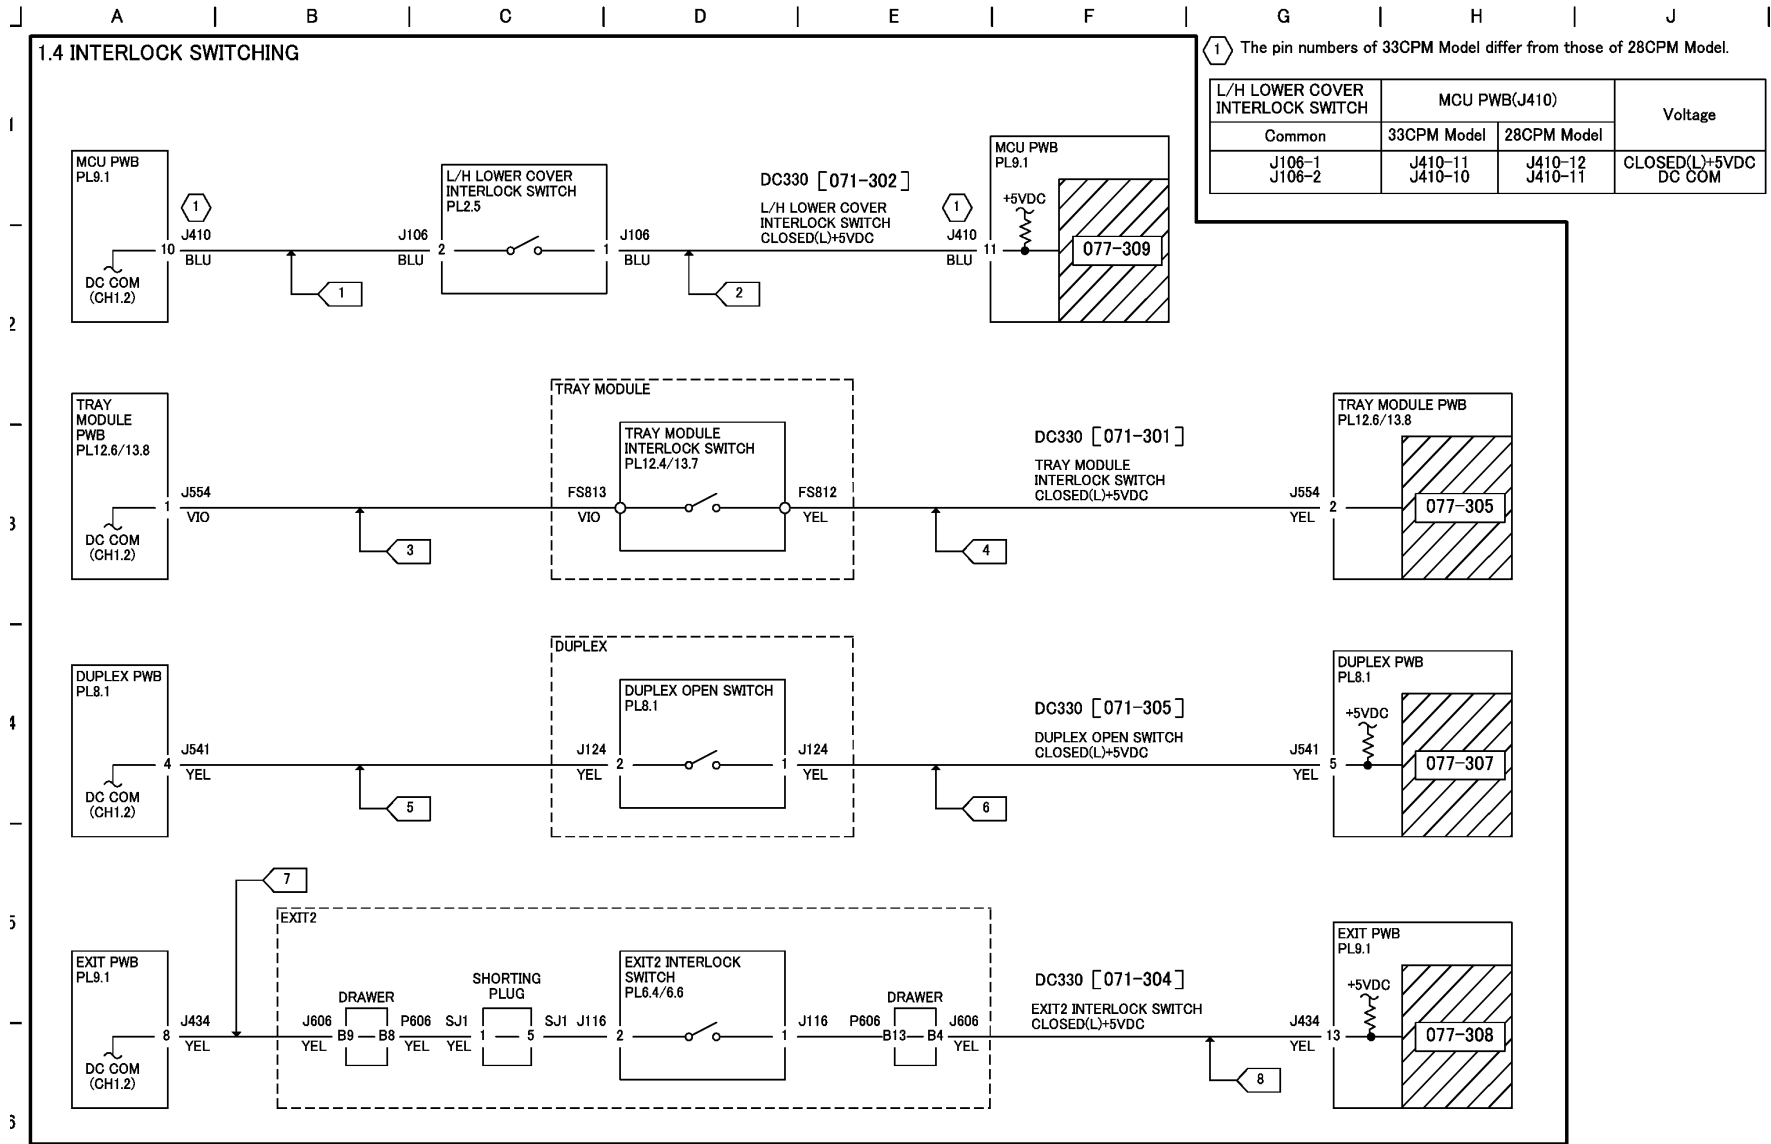 A B C D E F G H J
1.4 INTERLOCK SWITCHING
1 The pin numbers of 33CPM Model differ from those of 28CPM Model.
L/H LOWER COVER
INTERLOCK SWITCH
MCU PWB(J410)
Voltage
Common 33CPM Model 28CPM Model
J106-1 J410-11 J410-12 CLOSED(L)+5VDC
J106-2 J410-10 J410-11 DC COM
1
MCU PWB
PL9.1
1
J410
10
BLU
DC COM
(CH1.2)
1
J106
BLU
2
L/H LOWER COVER
INTERLOCK SWITCH
PL2.5
1
J106
BLU
2
DC330 [071-302]
L/H LOWER COVER
INTERLOCK SWITCH
CLOSED(L)+5VDC
1
J410
BLU
11
MCU PWB
PL9.1
+5VDC
077-309
2
TRAY
MODULE
PWB
PL12.6/13.8
J554
1
VIO
DC COM
(CH1.2)
3
TRAY MODULE
FS813
VIO
TRAY MODULE
INTERLOCK SWITCH
PL12.4/13.7
FS812
YEL
4
DC330 [071-301]
TRAY MODULE
INTERLOCK SWITCH
CLOSED(L)+5VDC
J554
YEL
2
TRAY MODULE PWB
PL12.6/13.8
077-305
3
DUPLEX PWB
PL8.1
J541
4
YEL
DC COM
(CH1.2)
5
DUPLEX
J124
YEL
2
DUPLEX OPEN SWITCH
PL8.1
1
J124
YEL
6
DC330 [071-305]
DUPLEX OPEN SWITCH
CLOSED(L)+5VDC
J541
YEL
5
DUPLEX PWB
PL8.1
+5VDC
077-307
4
7
5
EXIT PWB
PL9.1
J434
8
YEL
DC COM
(CH1.2)
EXIT2
DRAWER
J606
YEL
B9 B8
P606
YEL
SHORTING
PLUG
SJ1
YEL
1 5
SJ1 J116
2
EXIT2 INTERLOCK
SWITCH
PL6.4/6.6
1
J116
DRAWER
P606
B13 B4
J606
YEL
DC330 [071-304]
EXIT2 INTERLOCK SWITCH
CLOSED(L)+5VDC
8
J434
YEL
13
EXIT PWB
PL9.1
+5VDC
077-308
6